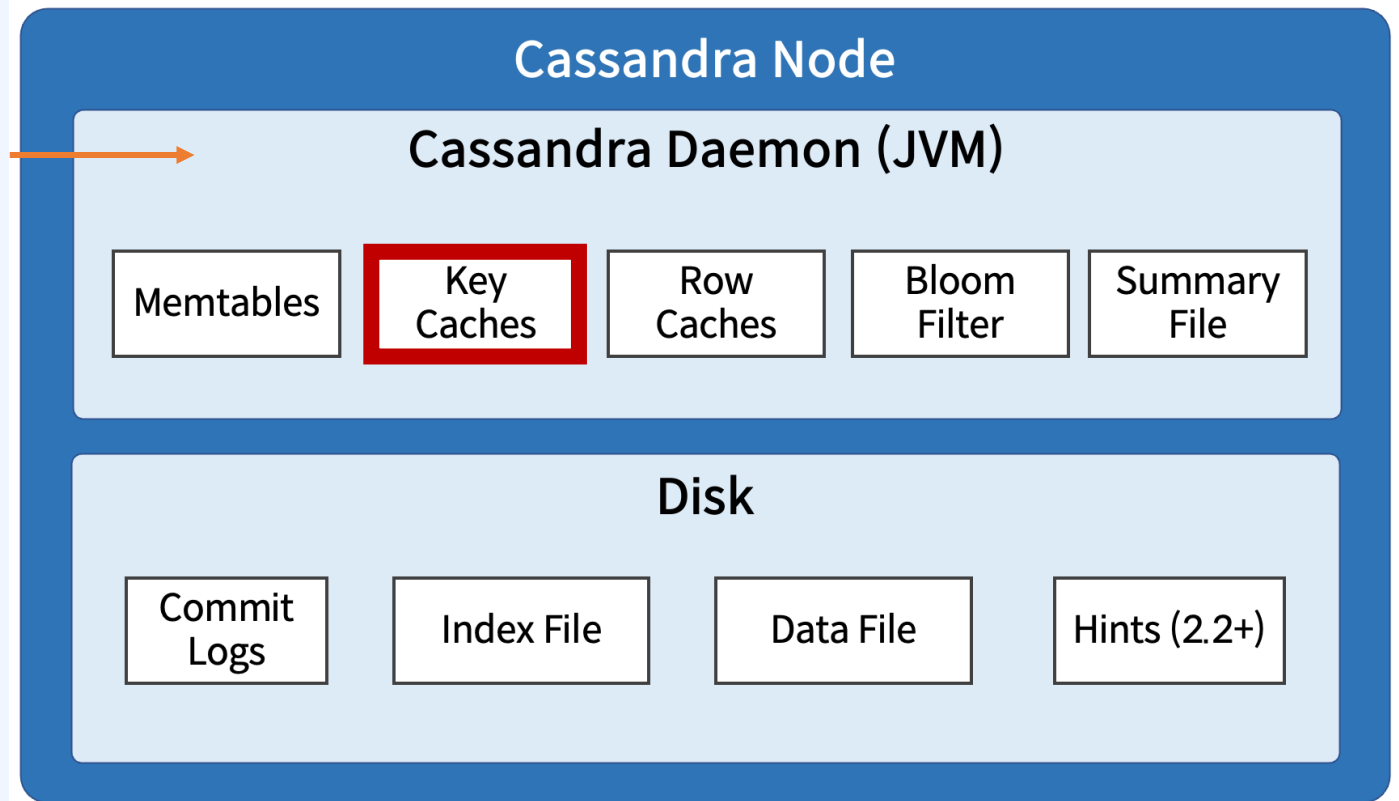 Cassandra Node
Cassandra Daemon (JVM)
Memtables
Key
Caches
Row
Caches
Bloom
Filter
Summary
File
Disk
Commit
Logs
Index File
Data File
Hints (2.2+)